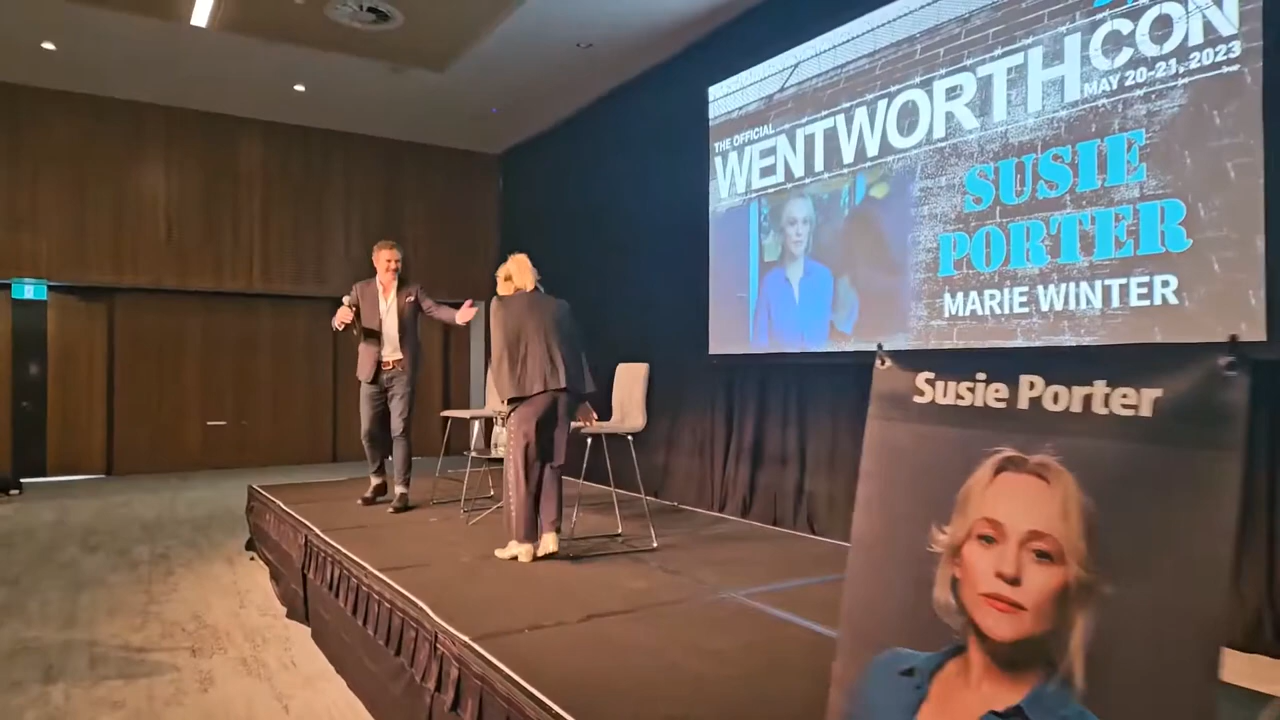 THE OFFICIAL
WENTWORTH CON
MAY 20-21, 2023
SUSIE
PORTER
MARIE WINTER
Susie Porter